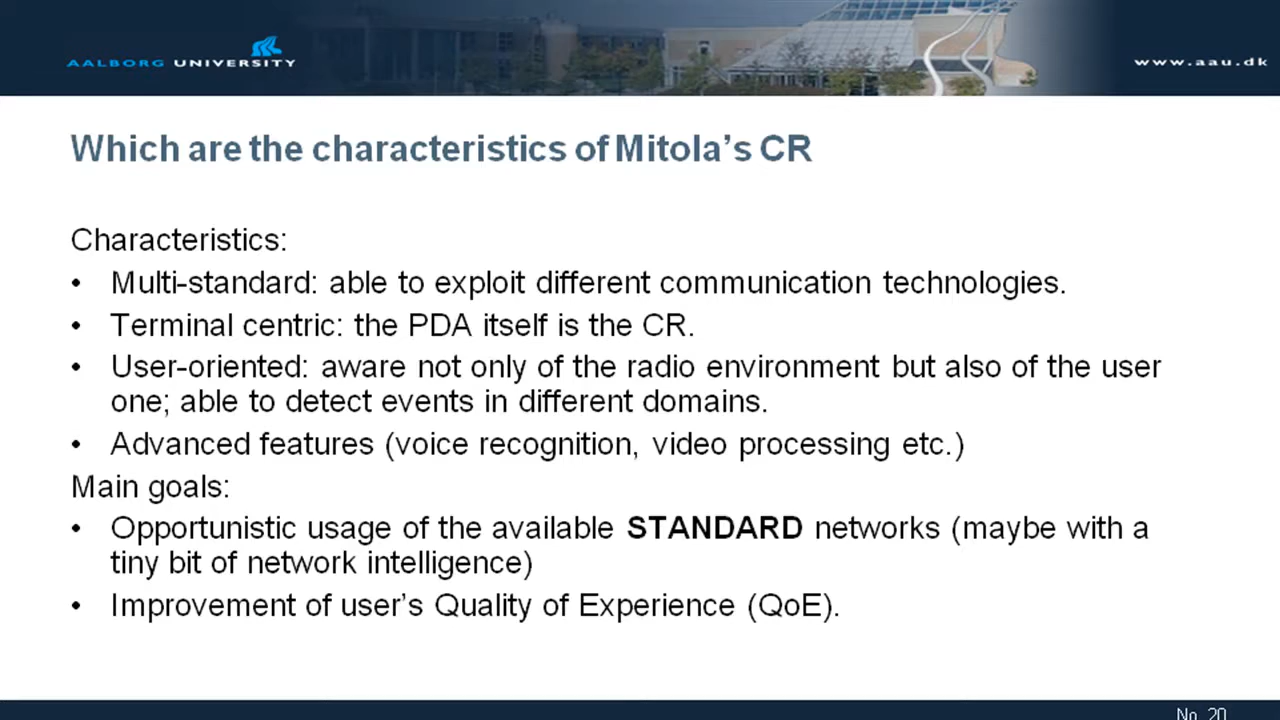 AALBORG UNIVERSITY
www.aau.dk
Which are the characteristics of Mitola's CR
Characteristics:
• Multi-standard: able to exploit different communication technologies.
• Terminal centric: the PDA itself is the CR.
• User-oriented: aware not only of the radio environment but also of the user
one; able to detect events in different domains.
• Advanced features (voice recognition, video processing etc.)
Main goals:
• Opportunistic usage of the available STANDARD networks (maybe with a
tiny bit of network intelligence)
• Improvement of user's Quality of Experience (QoE).
No. 20